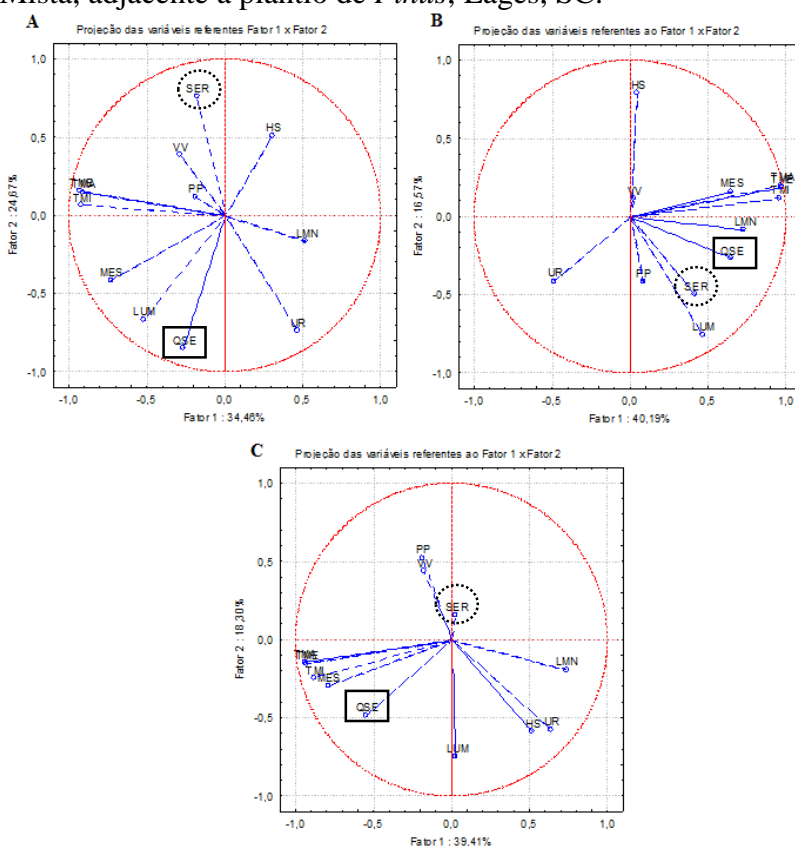 Mista, adjacente a plantio de Pinus, Lages, SC.
A
Projeção das variáveis referentes Fator 1 x Fator 2
1,0
SER
HS
0,5
VV
PP
TMI
0,0
LMN
Fator 2 : 24,67%
MES
-0,5
LUM
QSE
UR
-1,0
-1,0 -0,5 0,0 0,5 1,0
Fator 1 : 34,46%
B
Projeção das variáveis referentes ao Fator 1 x Fator 2
1,0
HS
0,5
MES
TMI
VV
0,0
LMN
Fator 2 : 16,57%
QSE
UR
PP
SER
-0,5
LUM
-1,0
-1,0 -0,5 0,0 0,5 1,0
Fator 1 : 40,19%
C
Projeção das variáveis referentes ao Fator 1 x Fator 2
1,0
PP
VV
0,5
SER
0,0
TMI
MES
LMN
Fator 2 : 18,30%
QSE
-0,5
HS UR
LUM
-1,0
-1,0 -0,5 0,0 0,5 1,0
Fator 1 : 39,41%